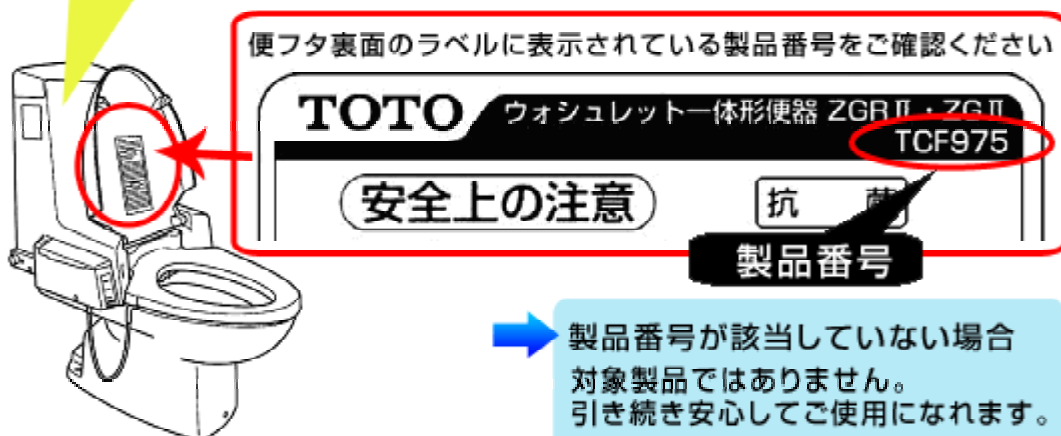 便フタ裏面のラベルに表示されている製品番号をご確認ください
TOTO ウォシュレット一体形便器 ZGRⅡ・ZGⅡ
TCF975
安全上の注意
抗 菌
製品番号
製品番号が該当していない場合
対象製品ではありません。
引き続き安心してご使用になれます。